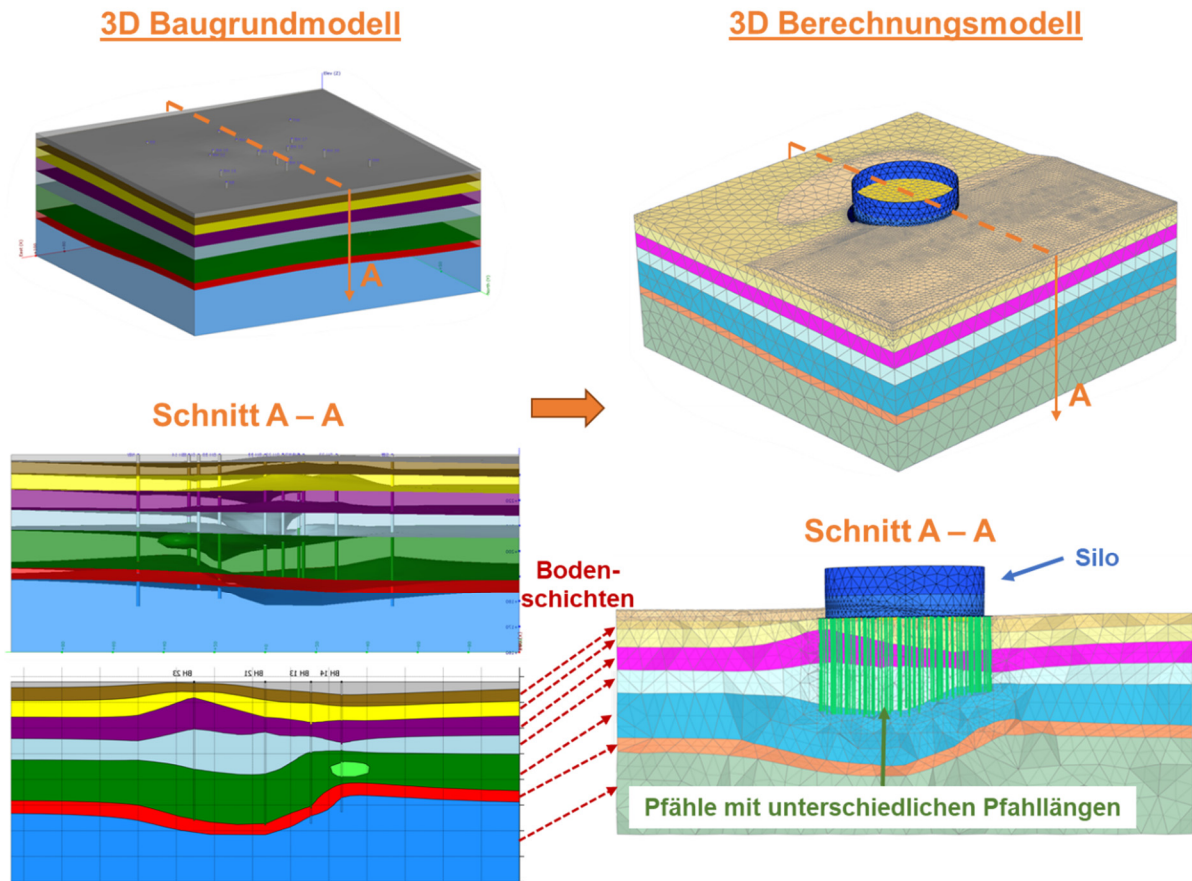 3D Baugrundmodell
3D Berechnungsmodell
A
A
Schnitt A – A
Schnitt A – A
Silo
Boden-
schichten
BH 23
BH 21
BH 13
BH 14
Pfähle mit unterschiedlichen Pfahllängen